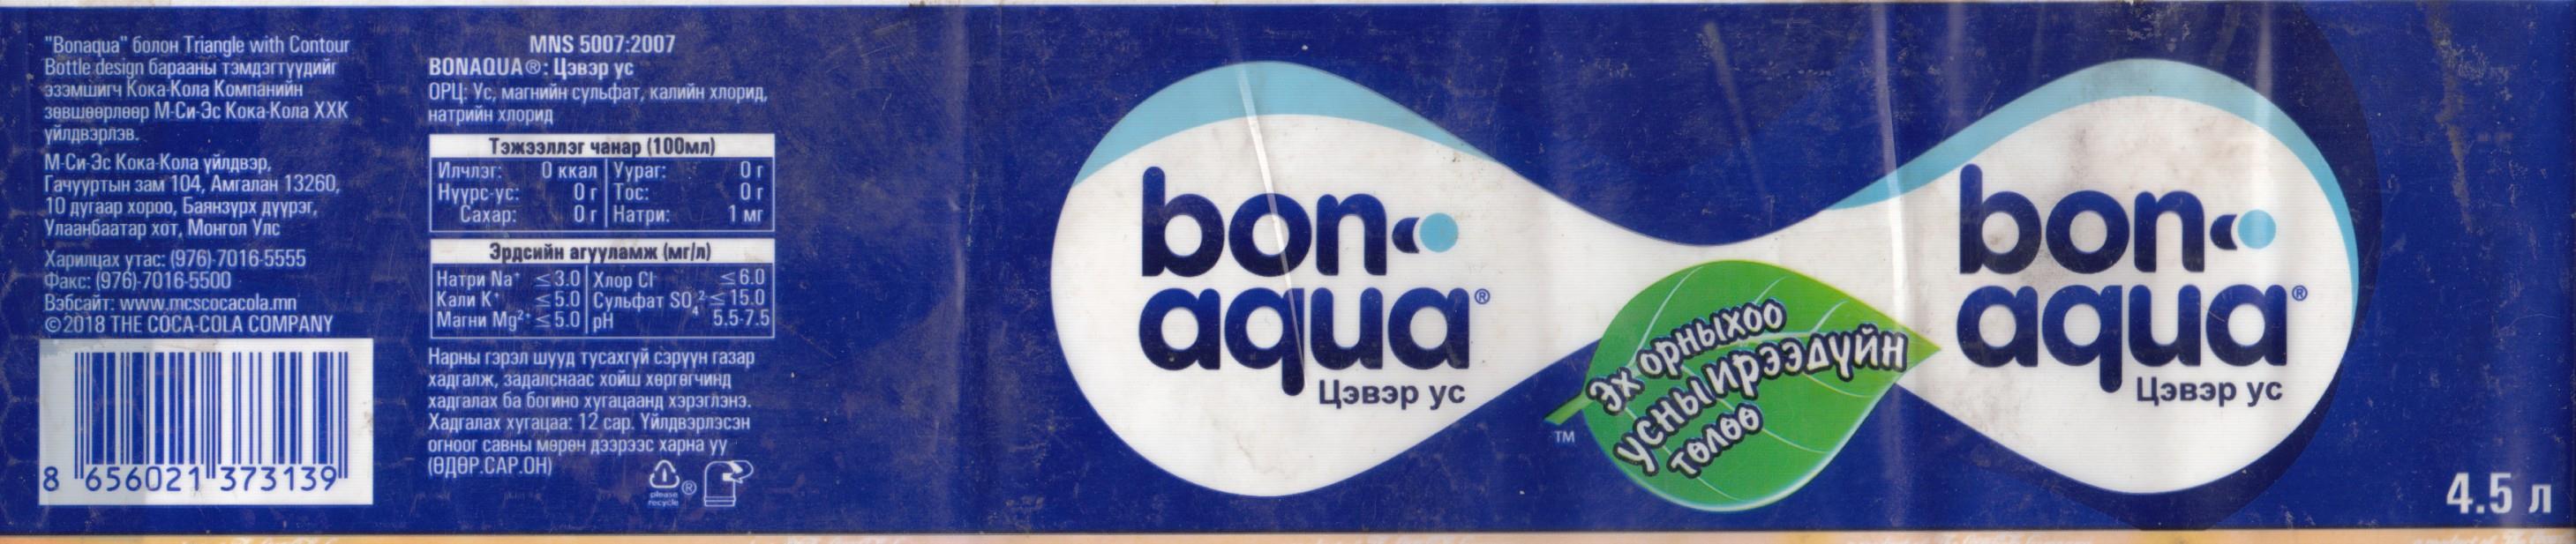 "Bonaqua" болон Triangle with Contour
Bottle design барааны тэмдэгтүүдийг
эзэмшигч Кока-Кола Компанийн
зөвшөөрлөөр М-Си-Эс Кока-Кола ХХК
үйлдвэрлэв.
М-Си-Эс Кока-Кола үйлдвэр,
Гачууртын зам 104, Амгалан 13260,
10 дугаар хороо, Баянзүрх дүүрэг,
Улаанбаатар хот, Монгол Улс
Харилцах утас: (976)-7016-5555
Факс: (976)-7016-5500
Вэбсайт: www.mcscocacola.mn
©2018 THE COCA-COLA COMPANY
8 656021 373139
MNS 5007:2007
BONAQUA®: Цэвэр ус
ОРЦ: Ус, магнийн сульфат, калийн хлорид,
натрийн хлорид
Тэжээллэг чанар (100мл)
Илчлэг: 0 ккал Уураг: 0 г
Нүүрс-ус: 0 г Тос: 0 г
Сахар: 0 г Натри: 1 мг
Эрдсийн агууламж (мг/л)
Натри Na⁺ ≤3.0 Хлор Cl⁻ ≤6.0
Кали K⁺ ≤5.0 Сульфат SO₄²⁻ ≤15.0
Магни Mg²⁺ ≤5.0 pH 5.5-7.5
Нарны гэрэл шууд тусахгүй сэрүүн газар
хадгалж, задалснаас хойш хөргөгчинд
хадгалах ба богино хугацаанд хэрэглэнэ.
Хадгалах хугацаа: 12 сар. Үйлдвэрлэсэн
огноог савны мөрөн дээрээс харна уу
(ӨДӨР.САР.ОН)
please
recycle
®
bon
aqua®
Цэвэр ус
Эх орныхоо
усны ирээдүйн
төлөө
TM
bon
aqua®
Цэвэр ус
4.5 л